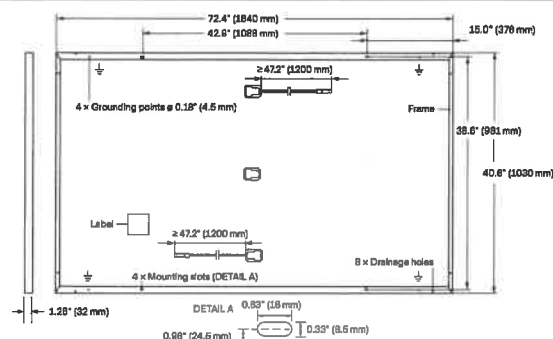 72.4" (1840 mm)
42.8" (1088 mm)
15.0" (376 mm)
≥47.2" (1200 mm)
4 × Grounding points ø 0.18" (4.5 mm)
Frame
38.6" (981 mm)
40.6" (1030 mm)
Label
≥47.2" (1200 mm)
8 × Drainage holes
4 × Mounting slots (DETAIL A)
1.26" (32 mm)
DETAIL A
0.63" (16 mm)
0.96" (24.5 mm)
0.33" (8.5 mm)